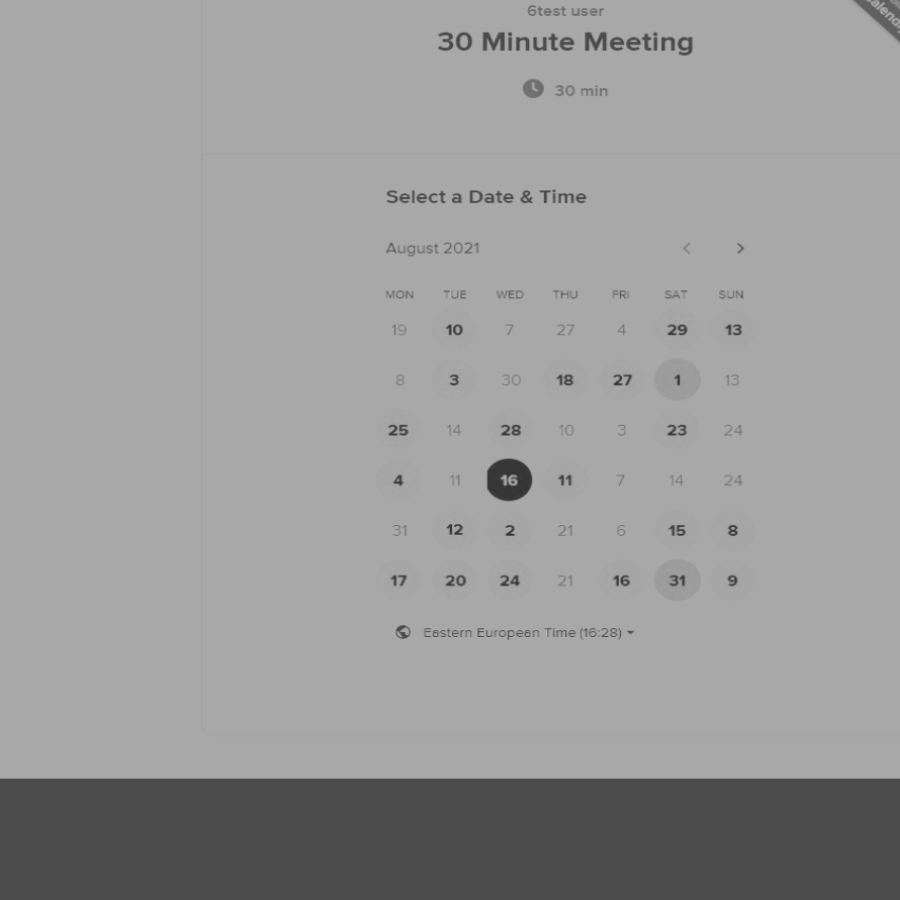 6test user
30 Minute Meeting
30 min
Select a Date & Time
August 2021
MON TUE WED THU FRI SAT SUN
19 10 7 27 4 29 13
8 3 30 18 27 1 13
25 14 28 10 3 23 24
4 11 16 11 7 14 24
31 12 2 21 6 15 8
17 20 24 21 16 31 9
Eastern European Time (16:28)